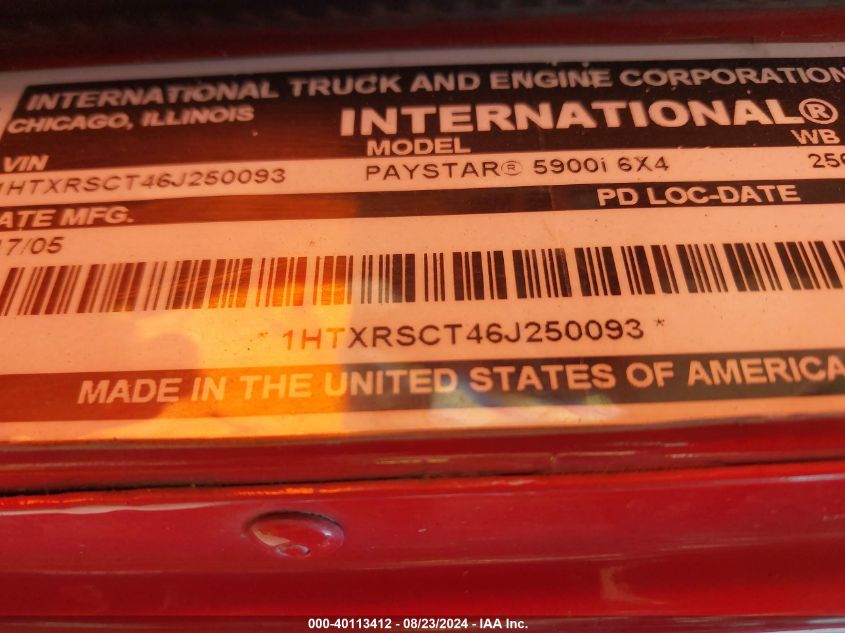 INTERNATIONAL TRUCK AND ENGINE CORPORATION
CHICAGO, ILLINOIS
INTERNATIONAL®
VIN MODEL WB
1HTXRSCT46J250093 PAYSTAR® 5900i 6X4
ATE MFG. PD LOC-DATE
7/05
* 1HTXRSCT46J250093 *
MADE IN THE UNITED STATES OF AMERICA
000-40113412 - 08/23/2024 - IAA Inc.